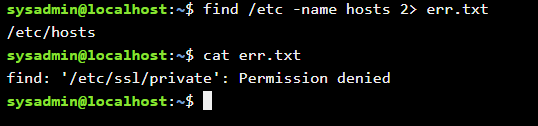 sysadmin@localhost:~$ find /etc -name hosts 2> err.txt
/etc/hosts
sysadmin@localhost:~$ cat err.txt
find: '/etc/ssl/private': Permission denied
sysadmin@localhost:~$